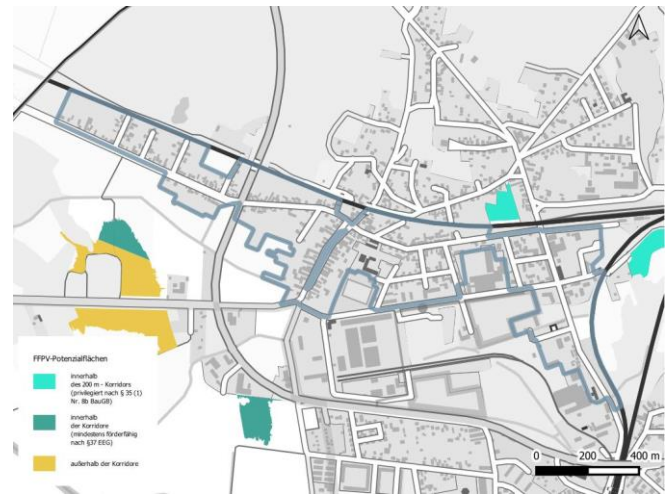 FFPV-Potenzialflächen
innerhalb
des 200 m - Korridors
(privilegiert nach § 35 (1)
Nr. 8b BauGB)
innerhalb
der Korridore
(mindestens förderfähig
nach §37 EEG)
außerhalb der Korridore
0 200 400 m